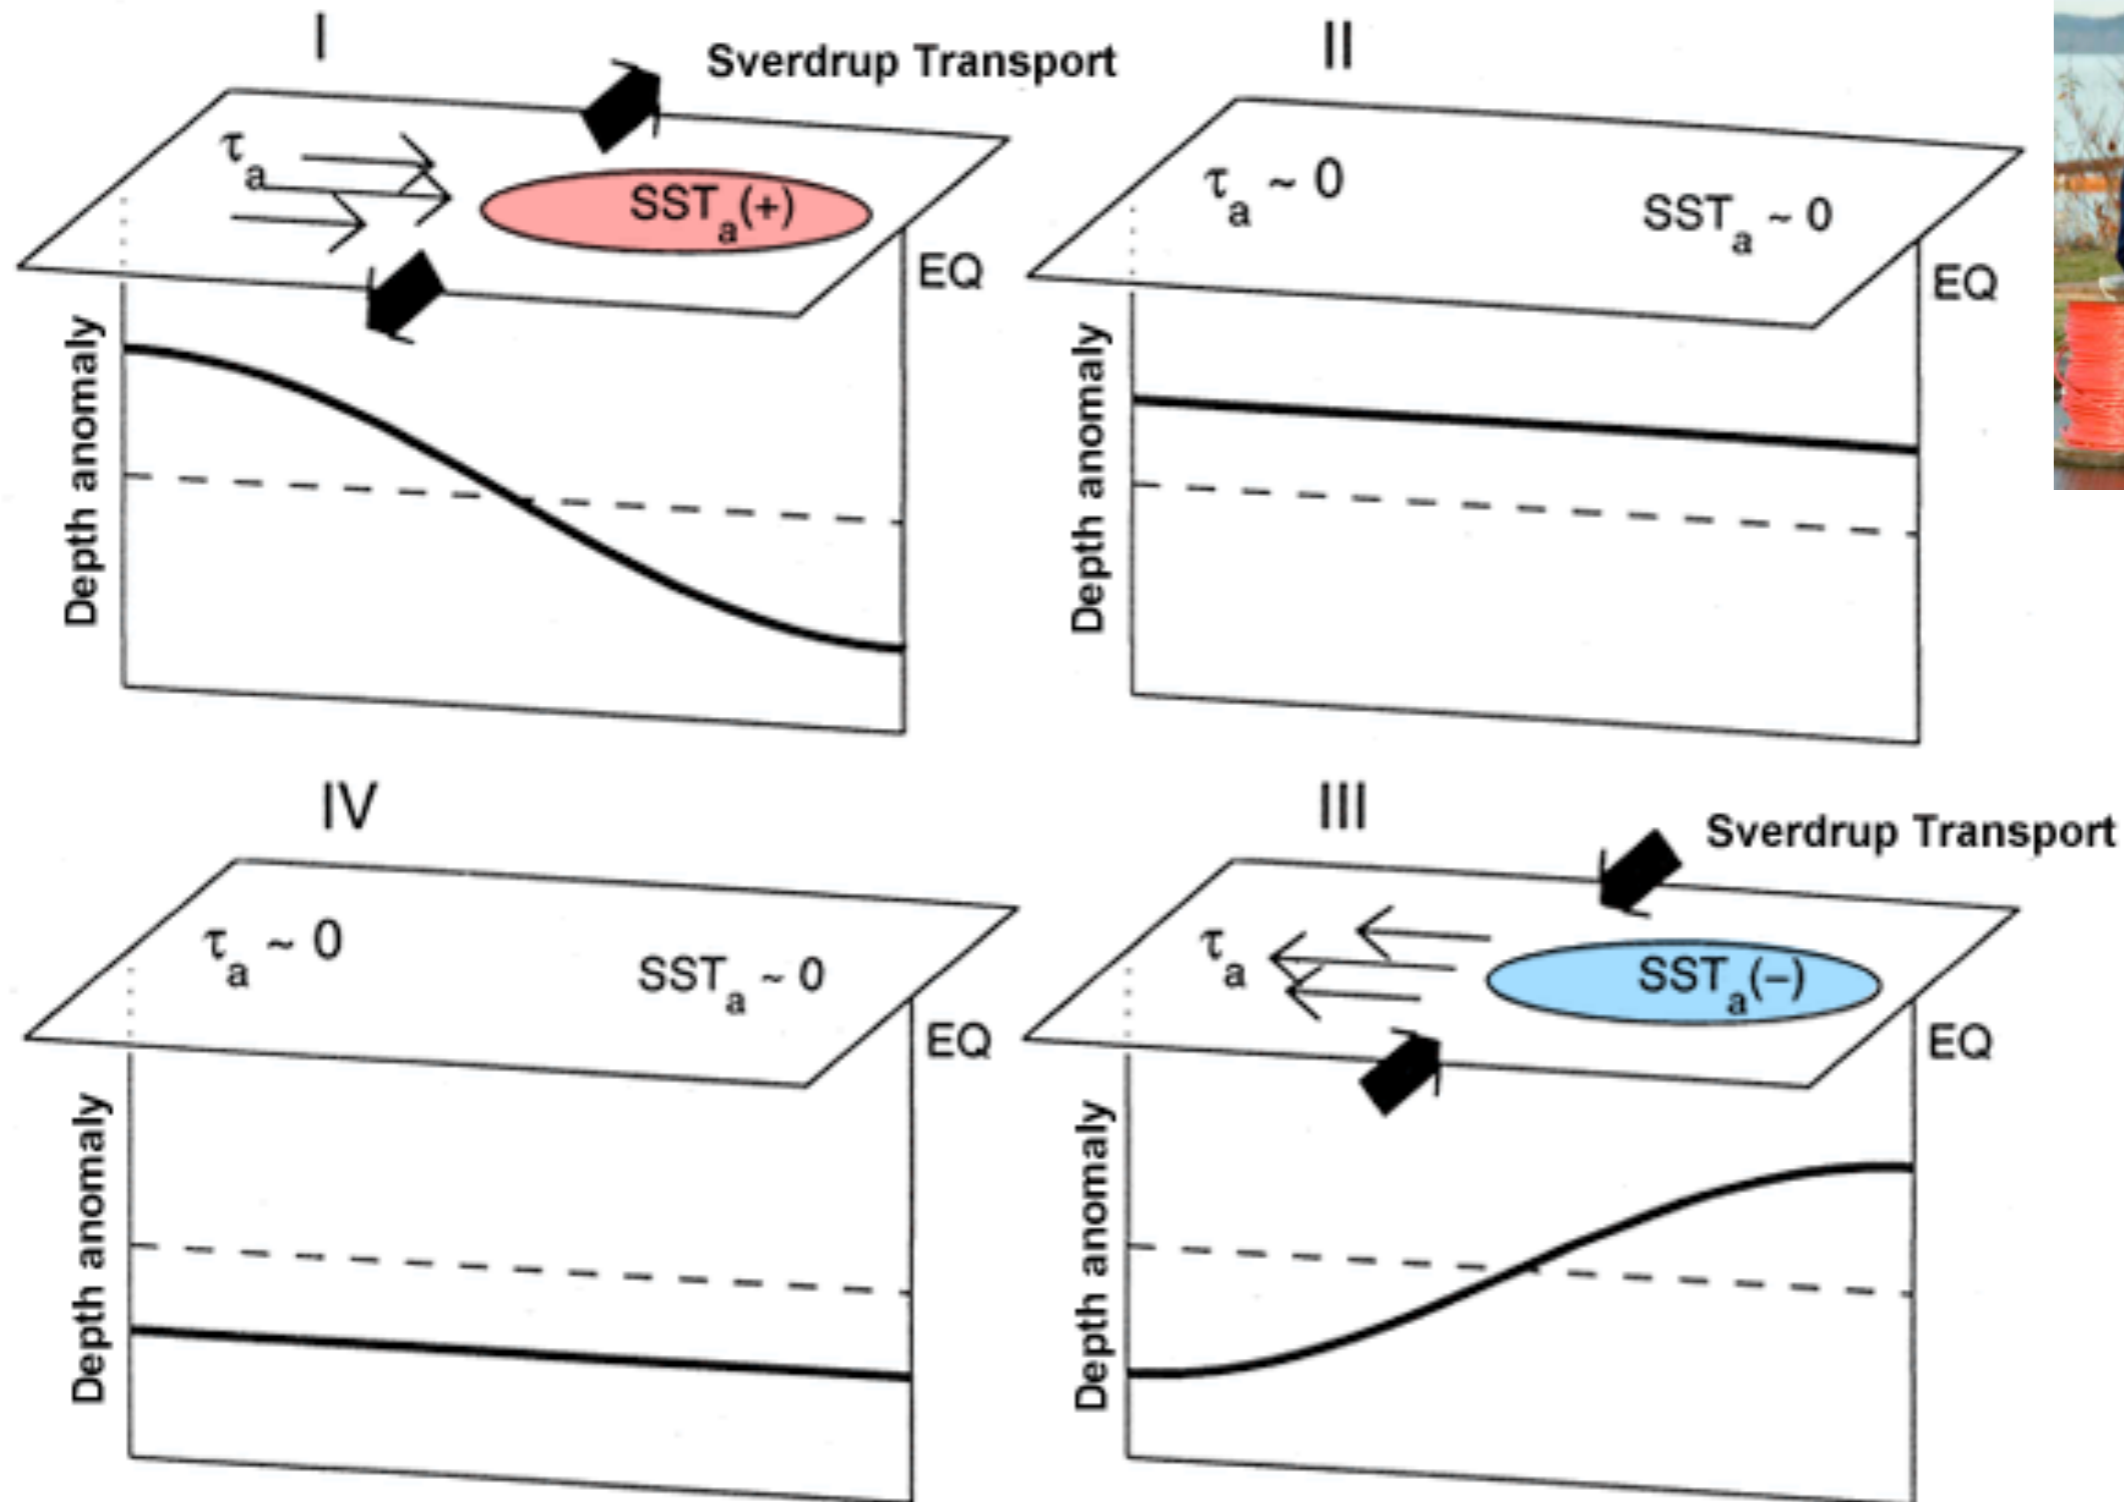 I
Sverdrup Transport
τa
SSTa(+)
EQ
Depth anomaly
II
τa ~ 0
SSTa ~ 0
EQ
Depth anomaly
IV
τa ~ 0
SSTa ~ 0
EQ
Depth anomaly
III
Sverdrup Transport
τa
SSTa(–)
EQ
Depth anomaly